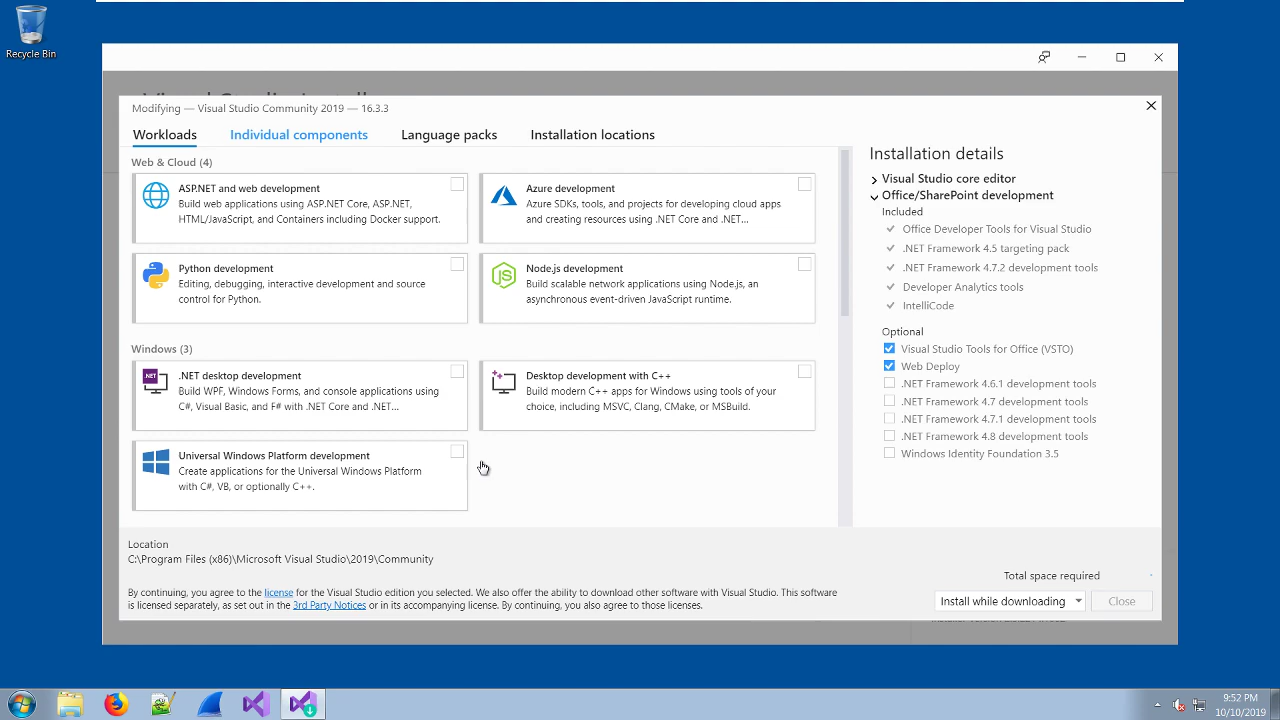 Recycle Bin
Modifying — Visual Studio Community 2019 — 16.3.3
Workloads
Individual components
Language packs
Installation locations
Web & Cloud (4)
ASP.NET and web development
Build web applications using ASP.NET Core, ASP.NET,
HTML/JavaScript, and Containers including Docker support.
Azure development
Azure SDKs, tools, and projects for developing cloud apps
and creating resources using .NET Core and .NET...
Python development
Editing, debugging, interactive development and source
control for Python.
Node.js development
Build scalable network applications using Node.js, an
asynchronous event-driven JavaScript runtime.
Windows (3)
.NET desktop development
Build WPF, Windows Forms, and console applications using
C#, Visual Basic, and F# with .NET Core and .NET...
Desktop development with C++
Build modern C++ apps for Windows using tools of your
choice, including MSVC, Clang, CMake, or MSBuild.
Universal Windows Platform development
Create applications for the Universal Windows Platform
with C#, VB, or optionally C++.
Installation details
Visual Studio core editor
Office/SharePoint development
Included
Office Developer Tools for Visual Studio
.NET Framework 4.5 targeting pack
.NET Framework 4.7.2 development tools
Developer Analytics tools
IntelliCode
Optional
Visual Studio Tools for Office (VSTO)
Web Deploy
.NET Framework 4.6.1 development tools
.NET Framework 4.7 development tools
.NET Framework 4.7.1 development tools
.NET Framework 4.8 development tools
Windows Identity Foundation 3.5
Location
C:\Program Files (x86)\Microsoft Visual Studio\2019\Community
Total space required
By continuing, you agree to the license for the Visual Studio edition you selected. We also offer the ability to download other software with Visual Studio. This software
is licensed separately, as set out in the 3rd Party Notices or in its accompanying license. By continuing, you also agree to those licenses.
Install while downloading
Close
9:52 PM
10/10/2019